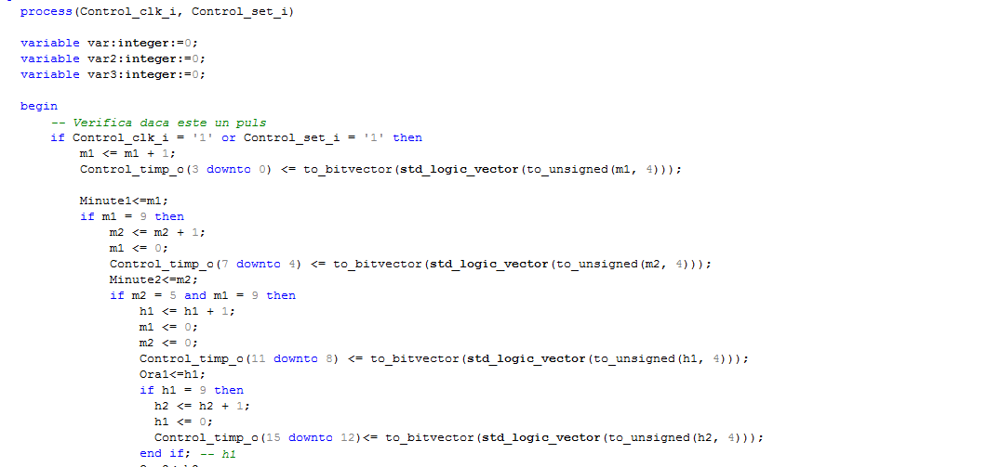 process(Control_clk_i, Control_set_i)
variable var:integer:=0;
variable var2:integer:=0;
variable var3:integer:=0;
begin
-- Verifica daca este un puls
if Control_clk_i = '1' or Control_set_i = '1' then
m1 <= m1 + 1;
Control_timp_o(3 downto 0) <= to_bitvector(std_logic_vector(to_unsigned(m1, 4)));
Minute1<=m1;
if m1 = 9 then
m2 <= m2 + 1;
m1 <= 0;
Control_timp_o(7 downto 4) <= to_bitvector(std_logic_vector(to_unsigned(m2, 4)));
Minute2<=m2;
if m2 = 5 and m1 = 9 then
h1 <= h1 + 1;
m1 <= 0;
m2 <= 0;
Control_timp_o(11 downto 8) <= to_bitvector(std_logic_vector(to_unsigned(h1, 4)));
Ora1<=h1;
if h1 = 9 then
h2 <= h2 + 1;
h1 <= 0;
Control_timp_o(15 downto 12)<= to_bitvector(std_logic_vector(to_unsigned(h2, 4)));
end if; -- h1